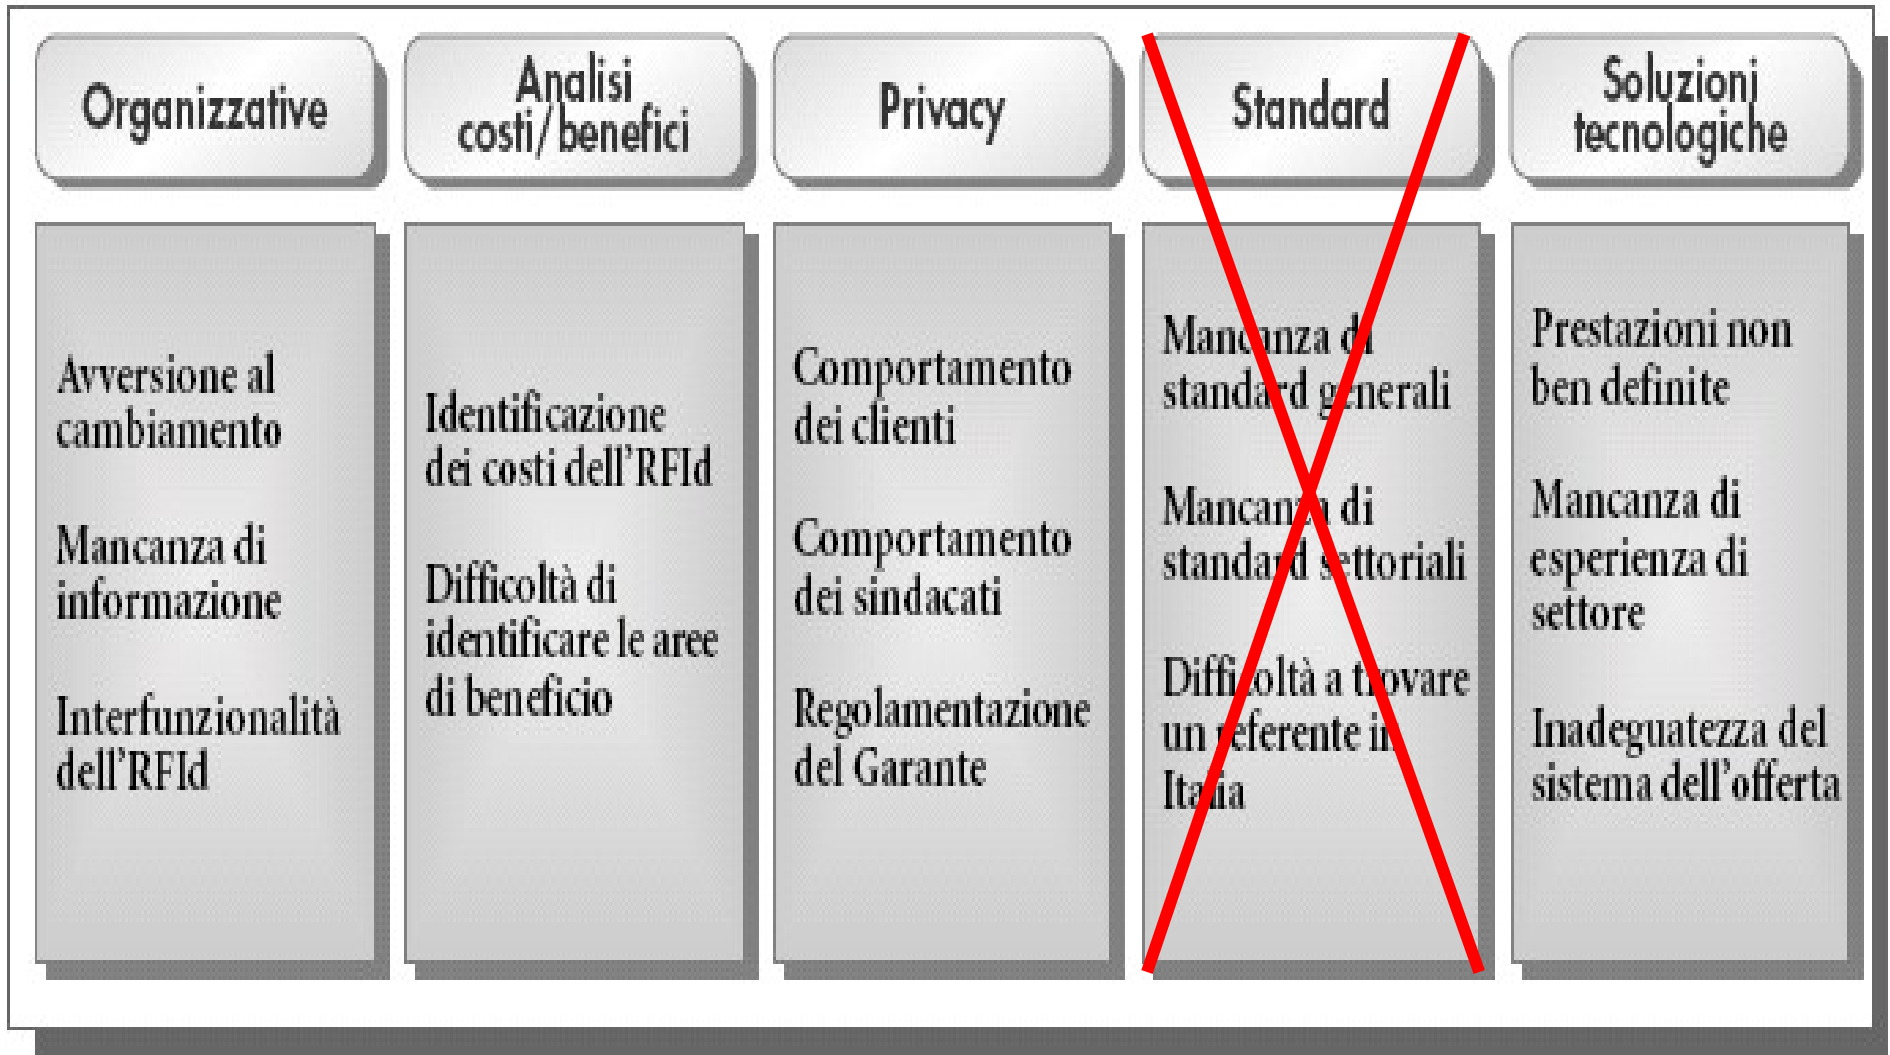 Organizzative
Analisi
costi/benefici
Privacy
Standard
Soluzioni
tecnologiche
Avversione al
cambiamento
Mancanza di
informazione
Interfunzionalità
dell'RFId
Identificazione
dei costi dell'RFId
Difficoltà di
identificare le aree
di beneficio
Comportamento
dei clienti
Comportamento
dei sindacati
Regolamentazione
del Garante
Mancanza di
standard generali
Mancanza di
standard settoriali
Difficoltà a trovare
un referente in
Italia
Prestazioni non
ben definite
Mancanza di
esperienza di
settore
Inadeguatezza del
sistema dell'offerta